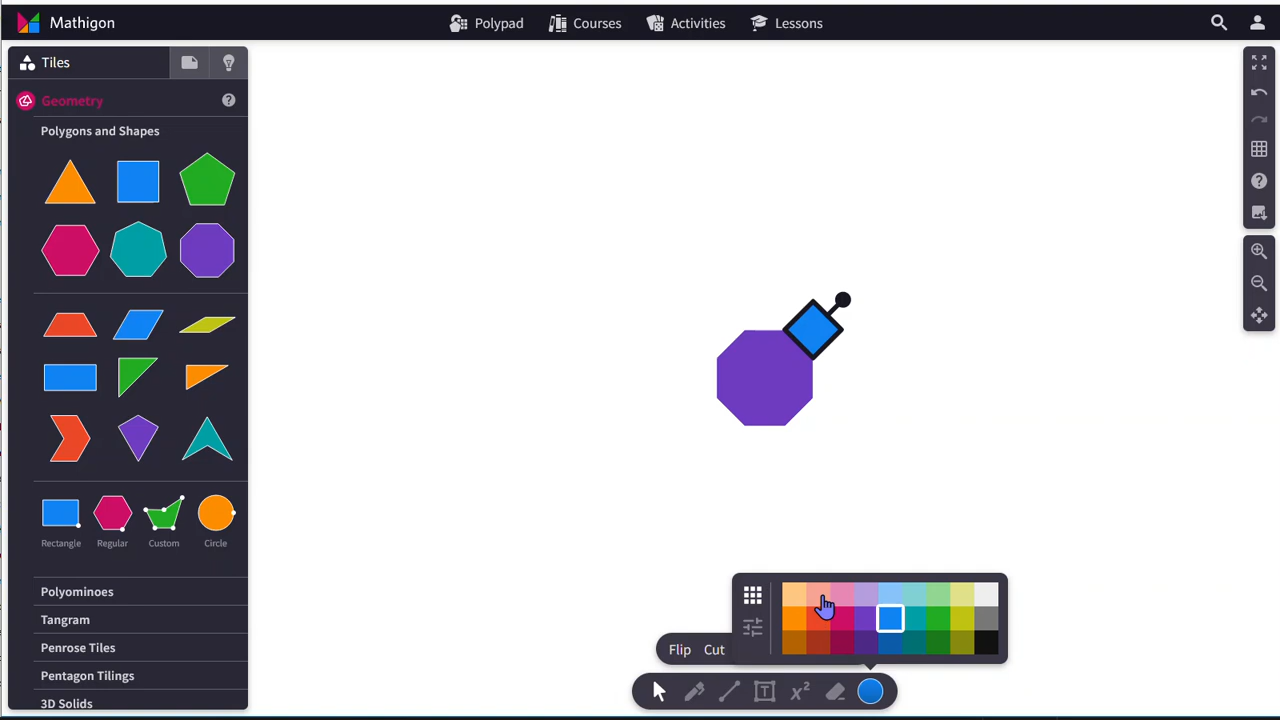 Mathigon
Polypad
Courses
Activities
Lessons
Tiles
Geometry
Polygons and Shapes
Rectangle
Regular
Custom
Circle
Polyominoes
Tangram
Penrose Tiles
Pentagon Tilings
3D Solids
Flip
Cut
T
x²